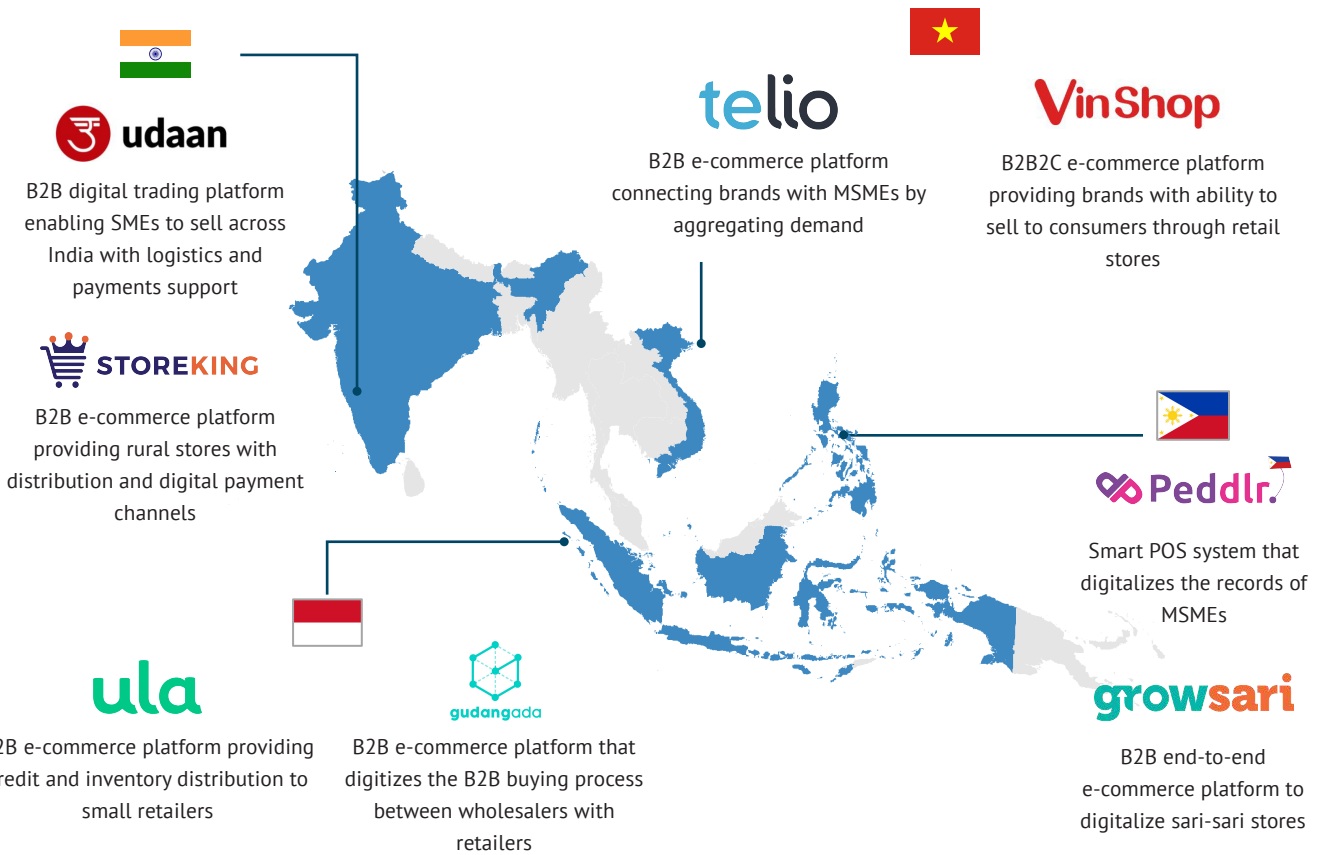 उ udaan
B2B digital trading platform
enabling SMEs to sell across
India with logistics and
payments support
STOREKING
B2B e-commerce platform
providing rural stores with
distribution and digital payment
channels
telio
B2B e-commerce platform
connecting brands with MSMEs by
aggregating demand
VinShop
B2B2C e-commerce platform
providing brands with ability to
sell to consumers through retail
stores
Peddlr.
Smart POS system that
digitalizes the records of
MSMEs
growsari
B2B end-to-end
e-commerce platform to
digitalize sari-sari stores
ula
2B e-commerce platform providing
redit and inventory distribution to
small retailers
gudangada
B2B e-commerce platform that
digitizes the B2B buying process
between wholesalers with
retailers